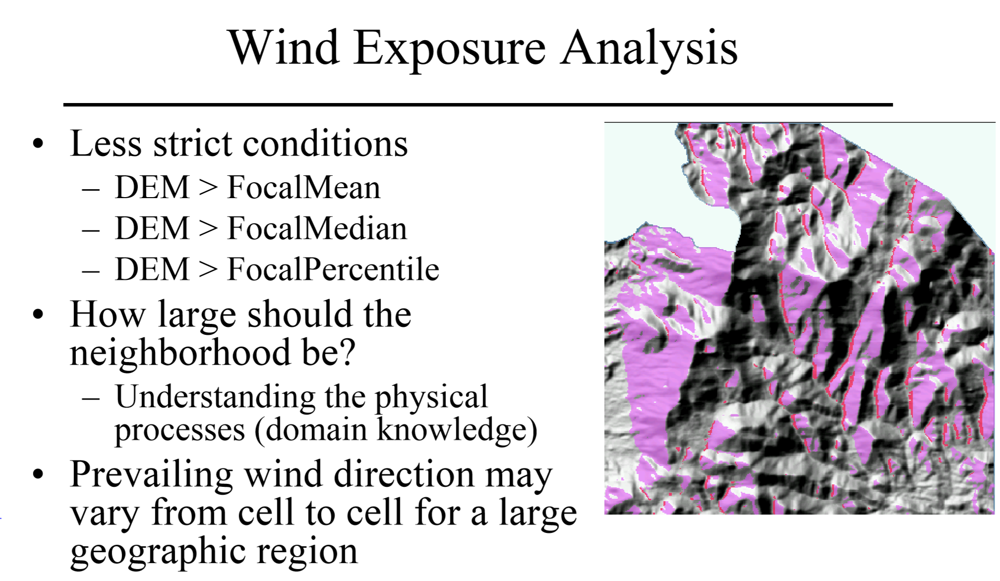 Wind Exposure Analysis
• Less strict conditions
– DEM > FocalMean
– DEM > FocalMedian
– DEM > FocalPercentile
• How large should the
neighborhood be?
– Understanding the physical
processes (domain knowledge)
• Prevailing wind direction may
vary from cell to cell for a large
geographic region